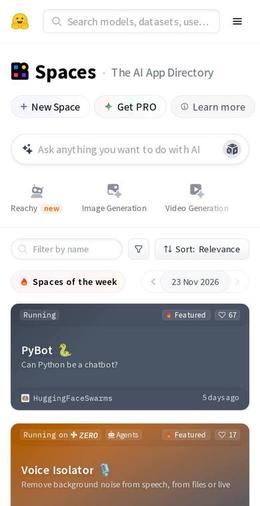 Search models, datasets, use...
Spaces · The AI App Directory
+ New Space
Get PRO
Learn more
Ask anything you want to do with AI
Reachy new
Image Generation
Video Generation
Filter by name
Sort: Relevance
Spaces of the week
23 Nov 2026
Running
Featured
67
PyBot 🐍
Can Python be a chatbot?
HuggingFaceSwarms
5 days ago
Running on ZERO
Agents
Featured
17
Voice Isolator 🎙️
Remove background noise from speech, from files or live